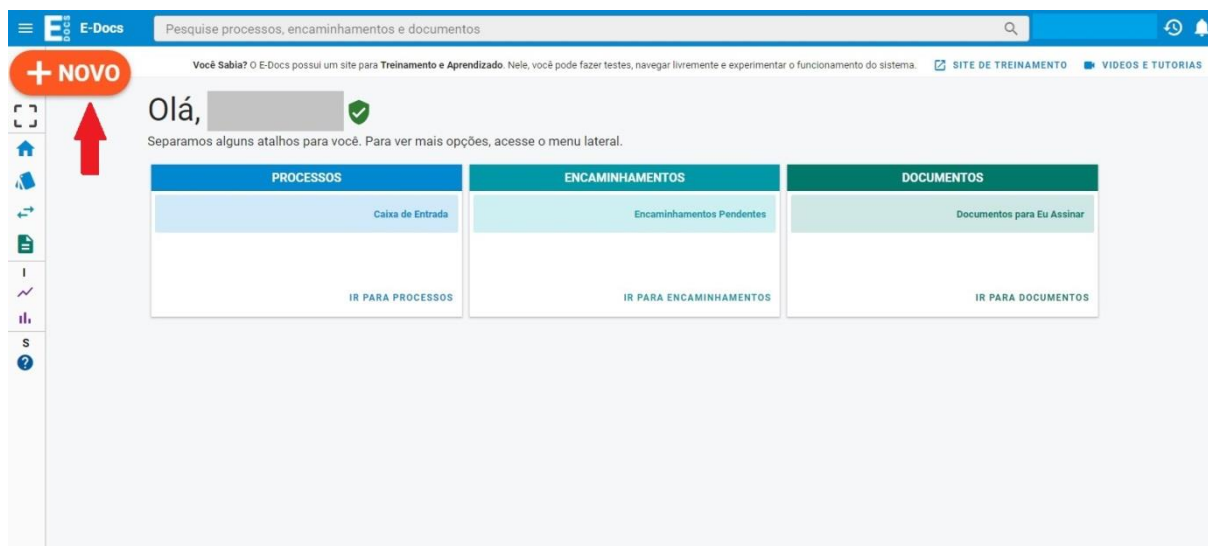 E-Docs
DOCS
Pesquise processos, encaminhamentos e documentos
+ NOVO
Você Sabia? O E-Docs possui um site para Treinamento e Aprendizado. Nele, você pode fazer testes, navegar livremente e experimentar o funcionamento do sistema.
SITE DE TREINAMENTO
VIDEOS E TUTORIAS
Olá,
Separamos alguns atalhos para você. Para ver mais opções, acesse o menu lateral.
PROCESSOS
ENCAMINHAMENTOS
DOCUMENTOS
Caixa de Entrada
Encaminhamentos Pendentes
Documentos para Eu Assinar
IR PARA PROCESSOS
IR PARA ENCAMINHAMENTOS
IR PARA DOCUMENTOS
I
S